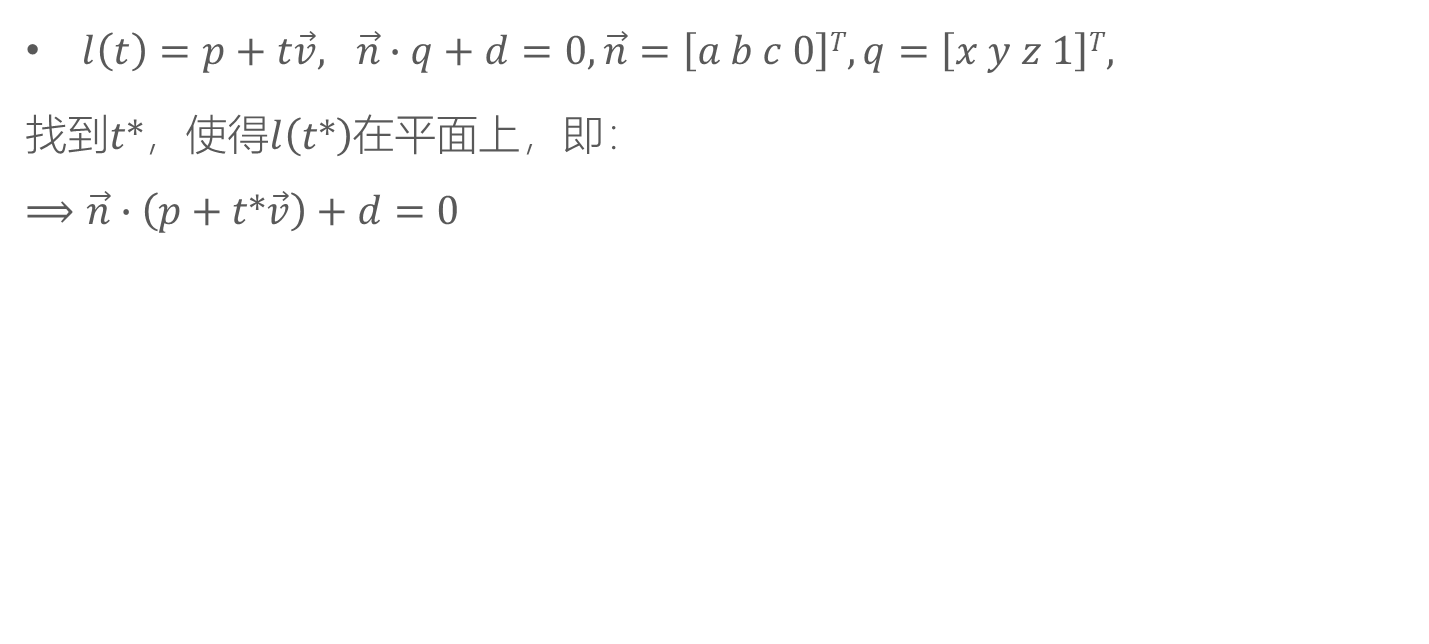 • l(t) = p + tv⃗, n⃗ · q + d = 0, n⃗ = [a b c 0]ᵀ, q = [x y z 1]ᵀ,
找到t*，使得l(t*)在平面上，即：
⟹ n⃗ · (p + t*v⃗) + d = 0